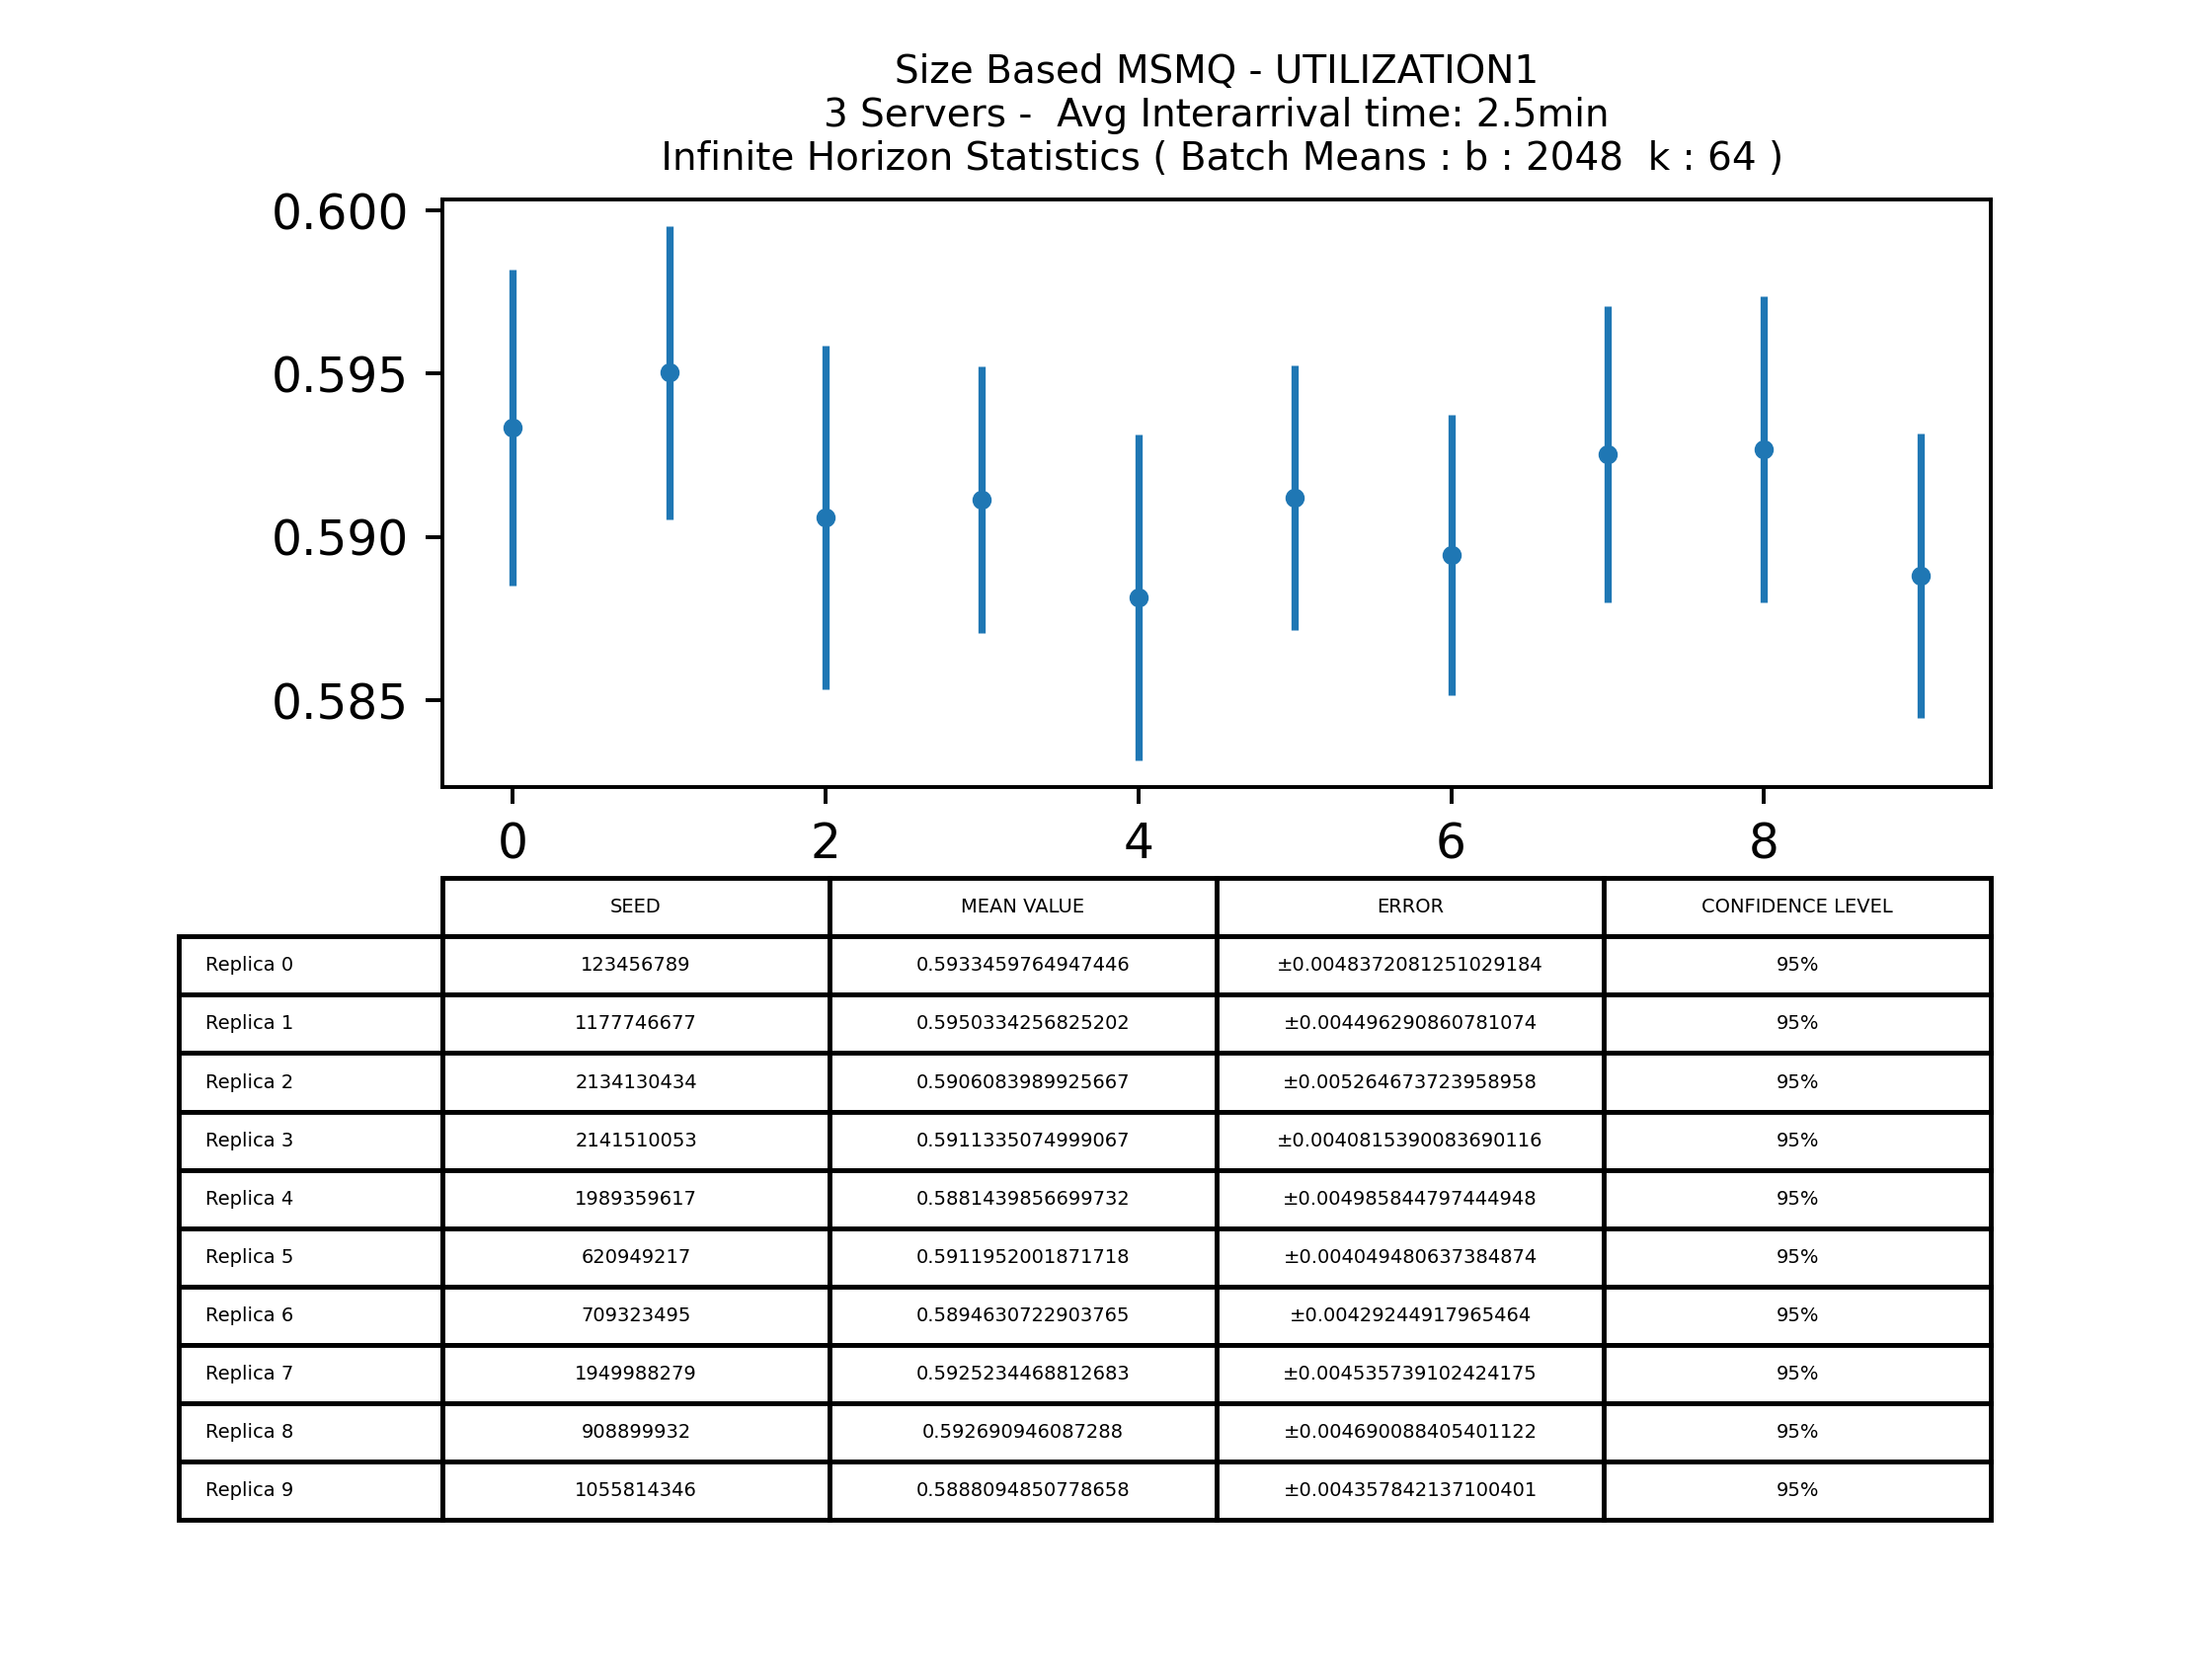 Size Based MSMQ - UTILIZATION1
3 Servers -  Avg Interarrival time: 2.5min
Infinite Horizon Statistics ( Batch Means : b : 2048  k : 64 )
0.600
0.595
0.590
0.585
0 2 4 6 8
SEED MEAN VALUE ERROR CONFIDENCE LEVEL
Replica 0 123456789 0.5933459764947446 ±0.0048372081251029184 95%
Replica 1 1177746677 0.5950334256825202 ±0.004496290860781074 95%
Replica 2 2134130434 0.5906083989925667 ±0.005264673723958958 95%
Replica 3 2141510053 0.5911335074999067 ±0.0040815390083690116 95%
Replica 4 1989359617 0.5881439856699732 ±0.004985844797444948 95%
Replica 5 620949217 0.5911952001871718 ±0.004049480637384874 95%
Replica 6 709323495 0.5894630722903765 ±0.00429244917965464 95%
Replica 7 1949988279 0.5925234468812683 ±0.004535739102424175 95%
Replica 8 908899932 0.592690946087288 ±0.004690088405401122 95%
Replica 9 1055814346 0.5888094850778658 ±0.004357842137100401 95%